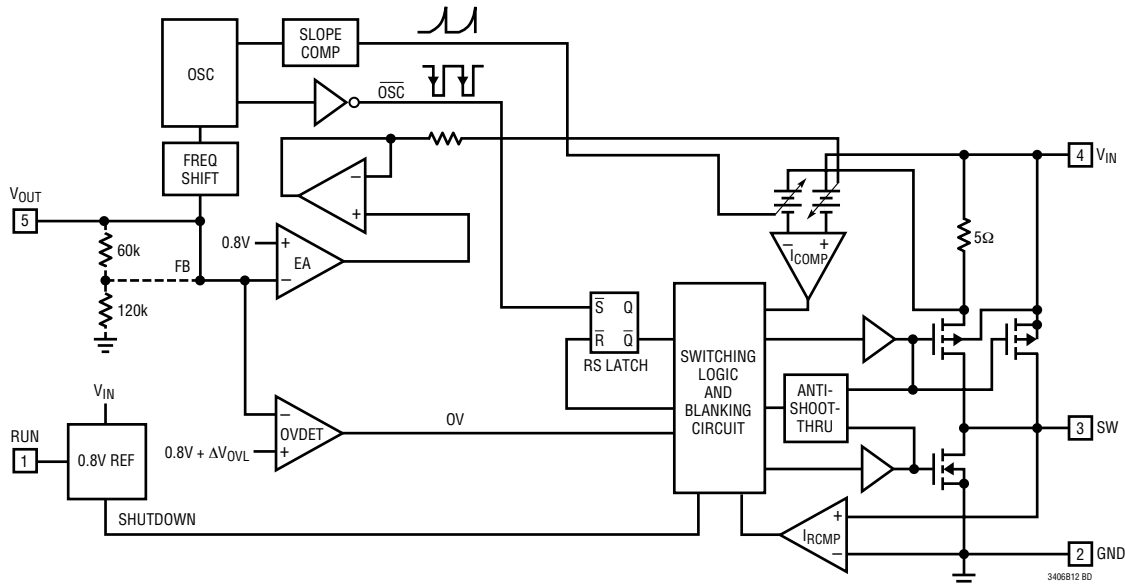 OSC
SLOPE
COMP
OSC
FREQ
SHIFT
VOUT
5
60k
FB
120k
0.8V
+
EA
–
–
+
VIN
4
– +
ICOMP
5Ω
S Q
R Q
RS LATCH
SWITCHING
LOGIC
AND
BLANKING
CIRCUIT
ANTI-
SHOOT-
THRU
SW
3
VIN
RUN
1
0.8V REF
SHUTDOWN
–
OVDET
+
0.8V + ΔVOVL
OV
+
IRCMP
–
2
GND
3406B12 BD